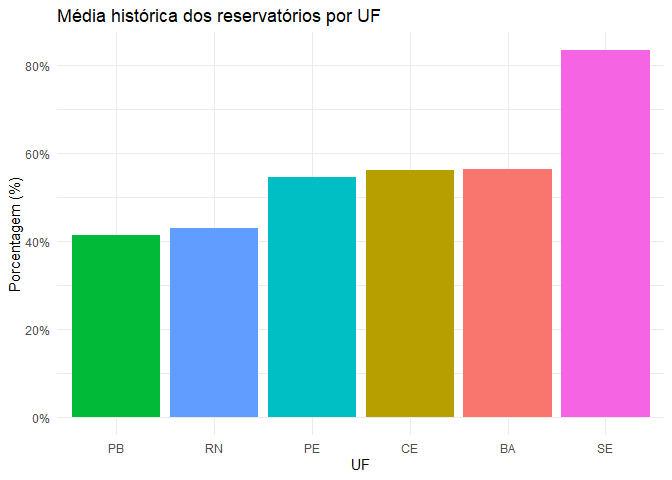 Média histórica dos reservatórios por UF
Porcentagem (%)
80%
60%
40%
20%
0%
PB RN PE CE BA SE
UF